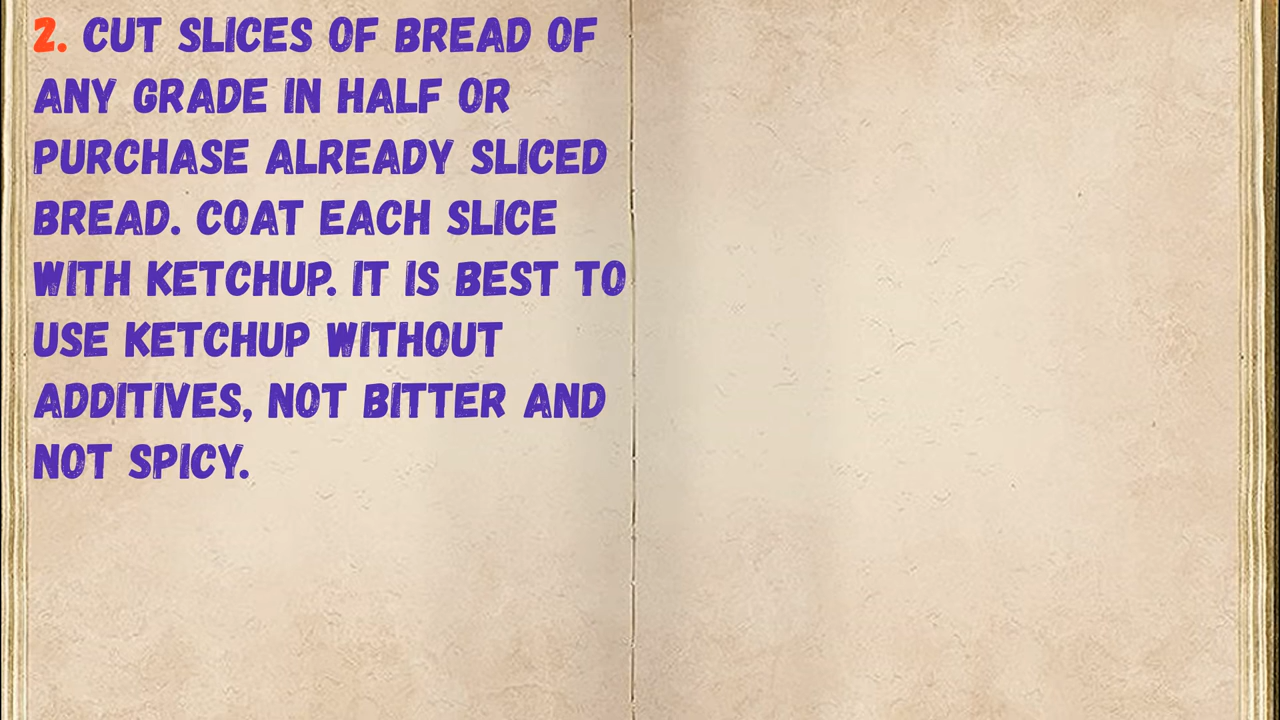 2. CUT SLICES OF BREAD OF
ANY GRADE IN HALF OR
PURCHASE ALREADY SLICED
BREAD. COAT EACH SLICE
WITH KETCHUP. IT IS BEST TO
USE KETCHUP WITHOUT
ADDITIVES, NOT BITTER AND
NOT SPICY.